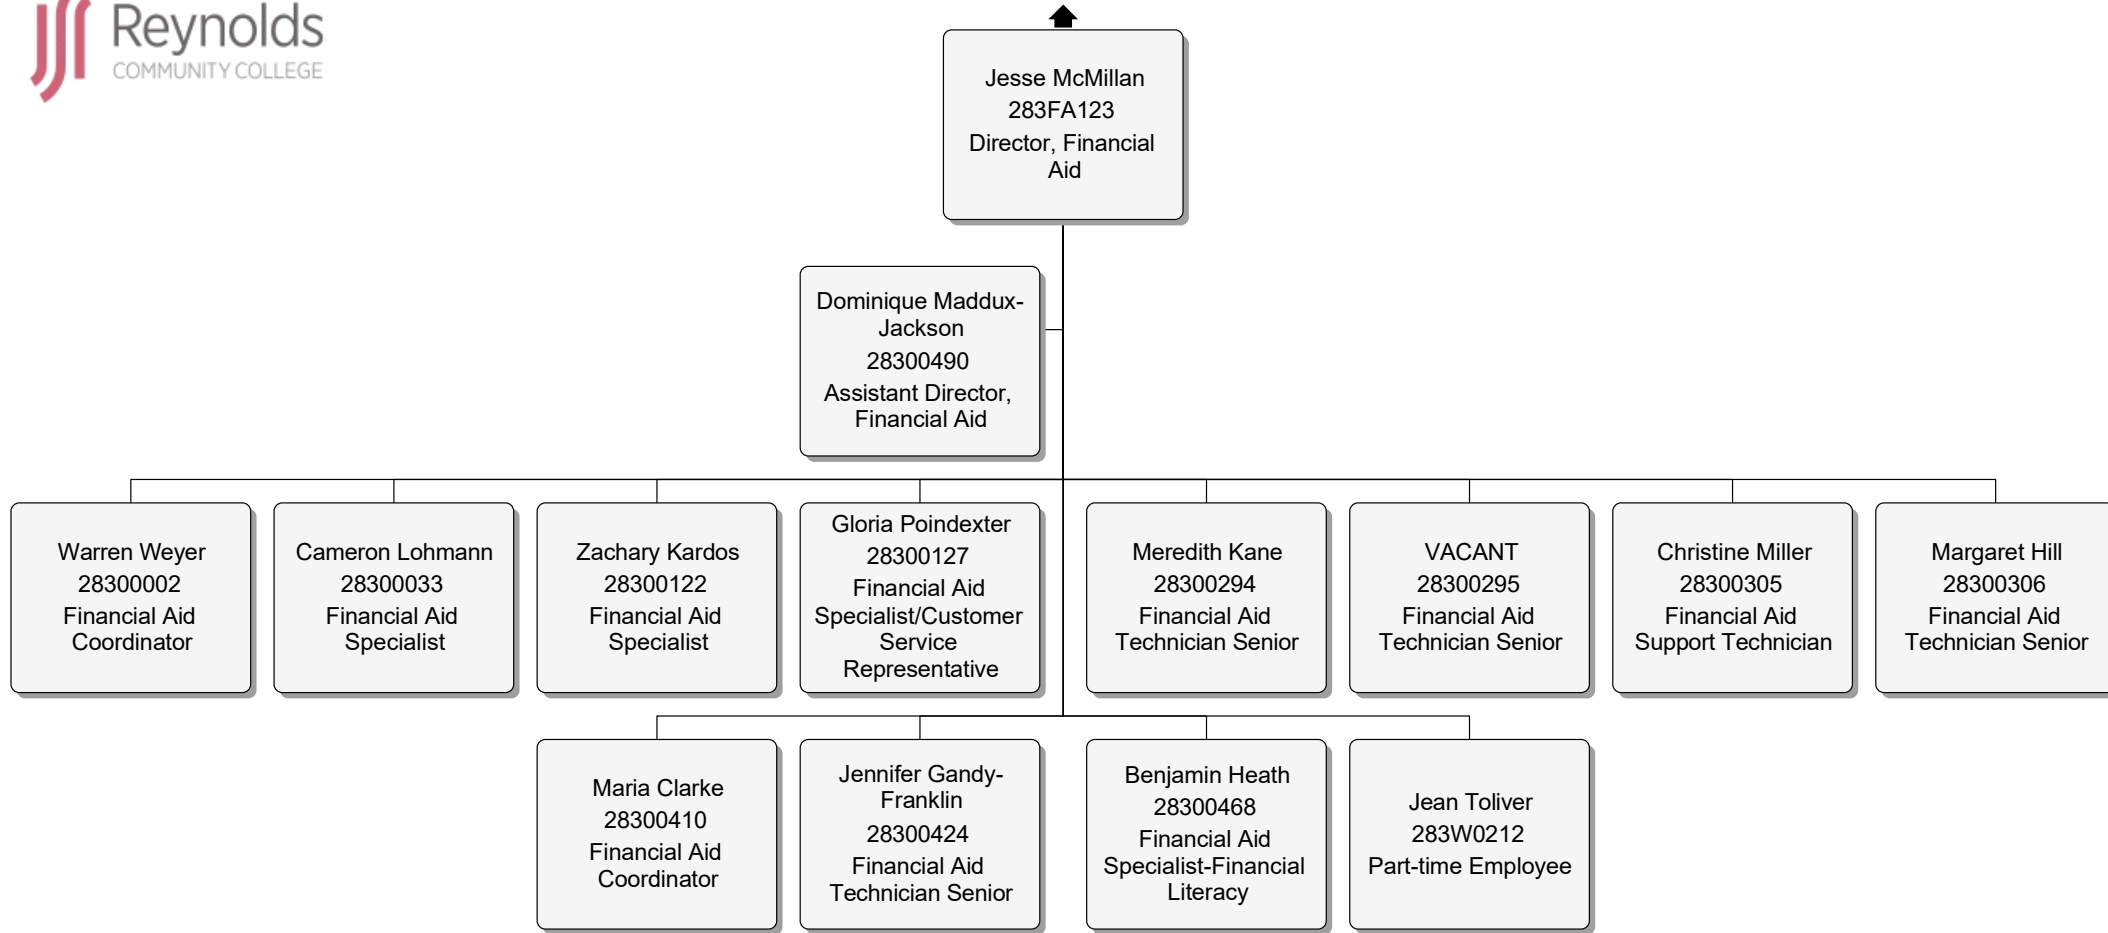 Reynolds
COMMUNITY COLLEGE
Jesse McMillan
283FA123
Director, Financial
Aid
Dominique Maddux-
Jackson
28300490
Assistant Director,
Financial Aid
Warren Weyer
28300002
Financial Aid
Coordinator
Cameron Lohmann
28300033
Financial Aid
Specialist
Zachary Kardos
28300122
Financial Aid
Specialist
Gloria Poindexter
28300127
Financial Aid
Specialist/Customer
Service
Representative
Meredith Kane
28300294
Financial Aid
Technician Senior
VACANT
28300295
Financial Aid
Technician Senior
Christine Miller
28300305
Financial Aid
Support Technician
Margaret Hill
28300306
Financial Aid
Technician Senior
Maria Clarke
28300410
Financial Aid
Coordinator
Jennifer Gandy-
Franklin
28300424
Financial Aid
Technician Senior
Benjamin Heath
28300468
Financial Aid
Specialist-Financial
Literacy
Jean Toliver
283W0212
Part-time Employee